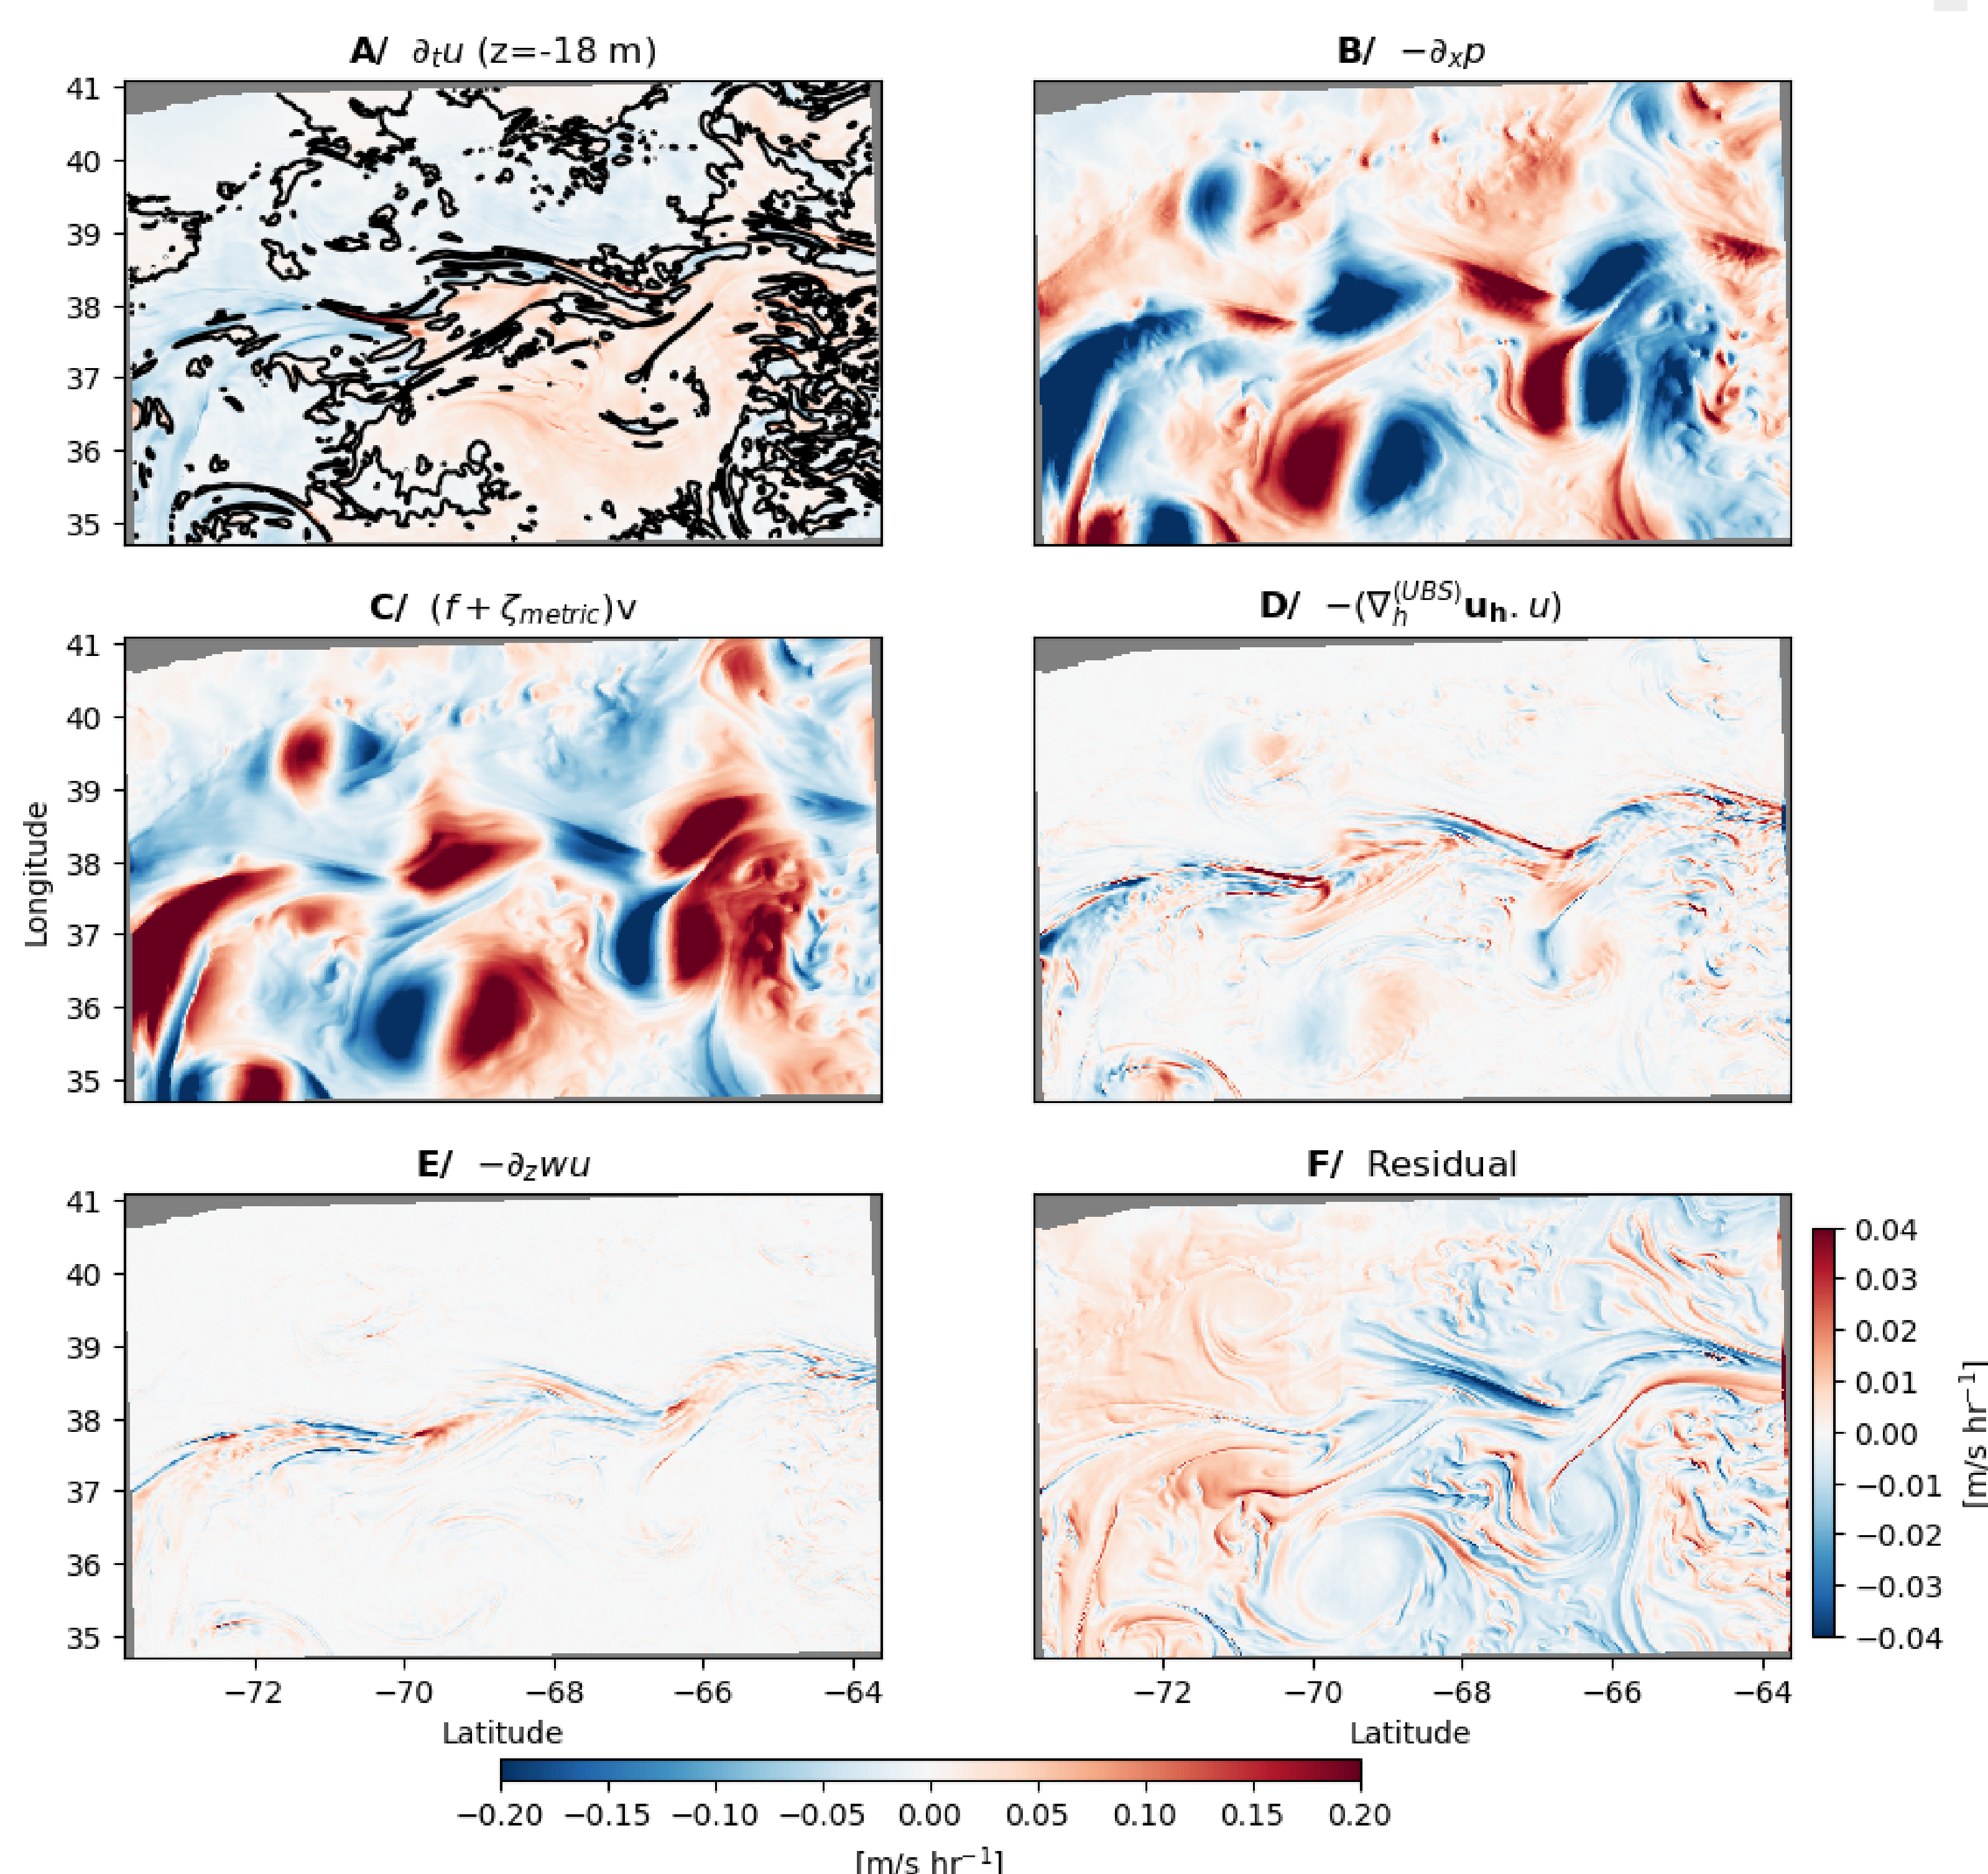 A/ ∂ₜu (z=-18 m)
B/ −∂ₓp
41
40
39
38
37
36
35
C/ (f + ζ_metric)v
D/ −(∇_h^(UBS) u_h. u)
41
40
39
38
37
36
35
Longitude
E/ −∂_z wu
F/ Residual
41
40
39
38
37
36
35
−72 −70 −68 −66 −64
Latitude
−72 −70 −68 −66 −64
Latitude
0.04
0.03
0.02
0.01
0.00
−0.01
−0.02
−0.03
−0.04
[m/s hr⁻¹]
−0.20 −0.15 −0.10 −0.05 0.00 0.05 0.10 0.15 0.20
[m/s hr⁻¹]